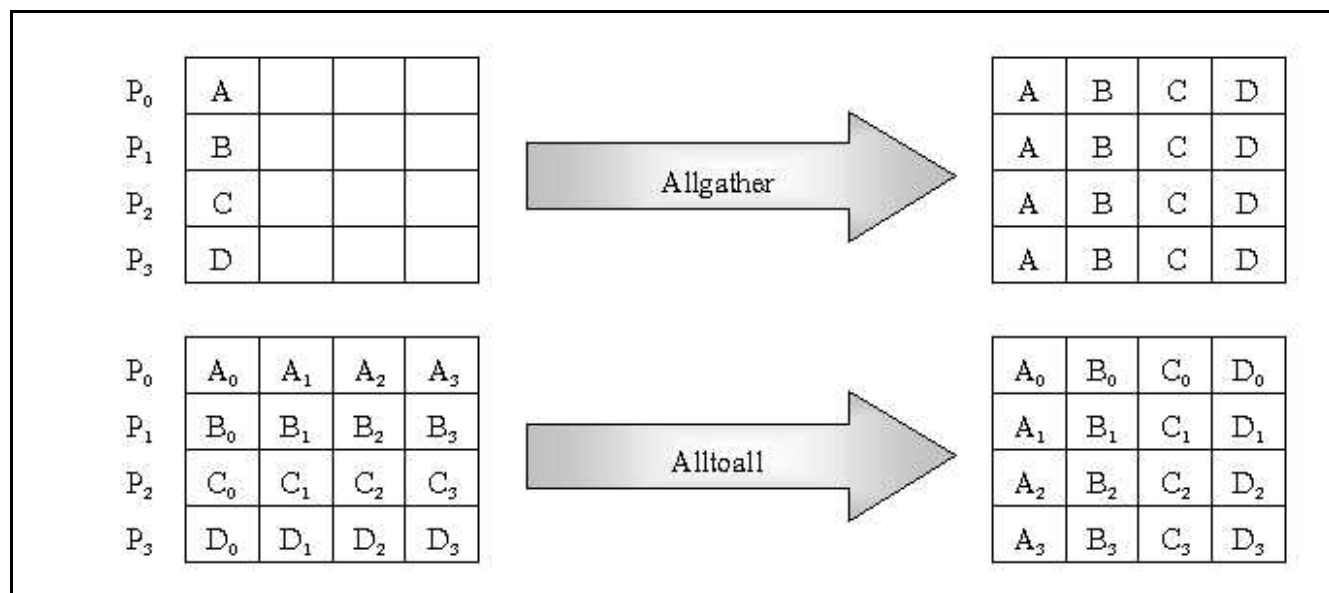 P₀ A A B C D
P₁ B A B C D
Allgather
P₂ C A B C D
P₃ D A B C D
P₀ A₀ A₁ A₂ A₃ A₀ B₀ C₀ D₀
P₁ B₀ B₁ B₂ B₃ A₁ B₁ C₁ D₁
Alltoall
P₂ C₀ C₁ C₂ C₃ A₂ B₂ C₂ D₂
P₃ D₀ D₁ D₂ D₃ A₃ B₃ C₃ D₃